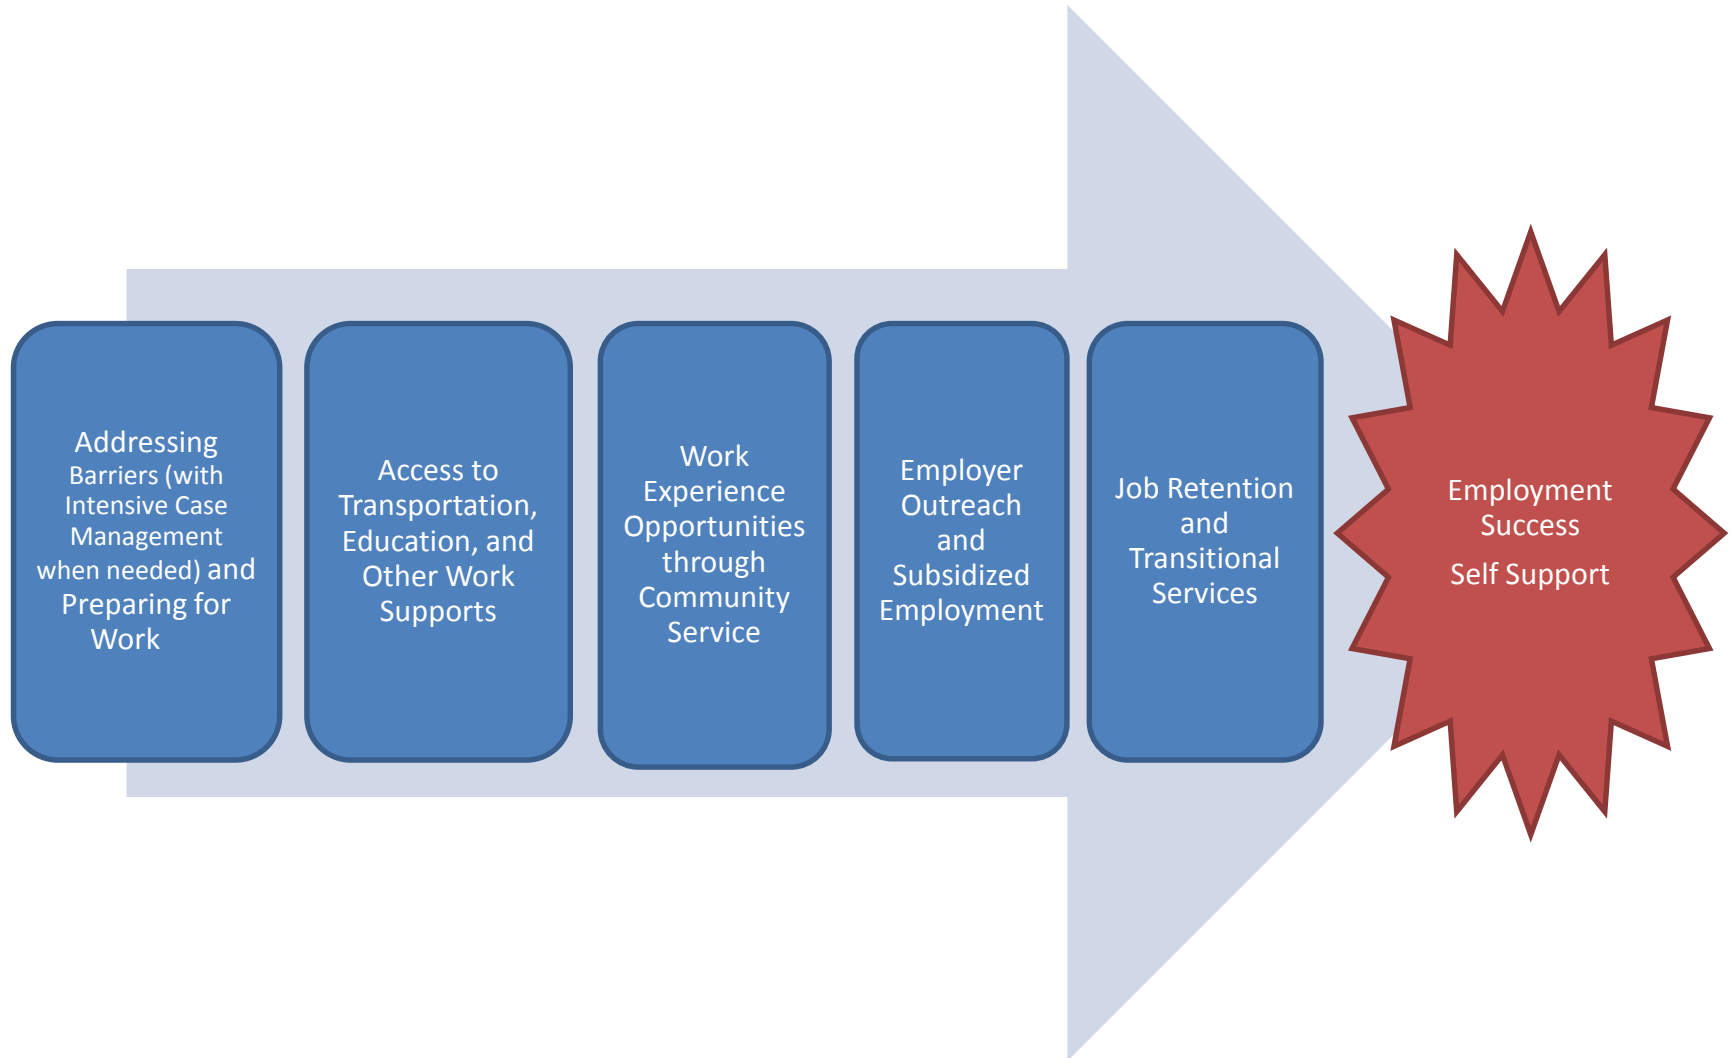 Addressing
Barriers (with
Intensive Case
Management
when needed) and
Preparing for
Work
Access to
Transportation,
Education, and
Other Work
Supports
Work
Experience
Opportunities
through
Community
Service
Employer
Outreach
and
Subsidized
Employment
Job Retention
and
Transitional
Services
Employment
Success
Self Support